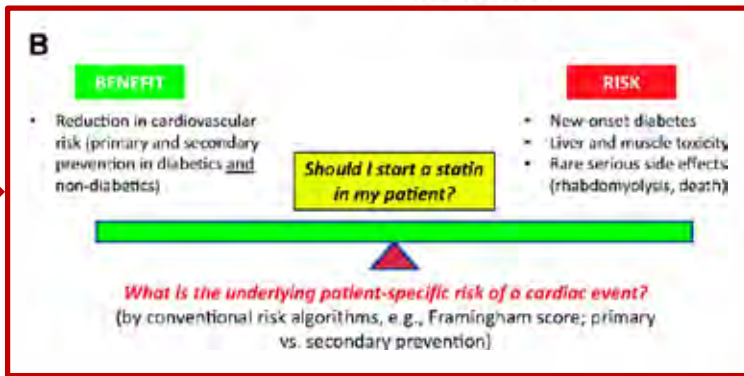 B
BENEFIT
• Reduction in cardiovascular
risk (primary and secondary
prevention in diabetics and
non-diabetics)
RISK
• New-onset diabetes
• Liver and muscle toxicity
• Rare serious side effects
(rhabdomyolysis, death)
Should I start a statin
in my patient?
What is the underlying patient-specific risk of a cardiac event?
(by conventional risk algorithms, e.g., Framingham score; primary
vs. secondary prevention)